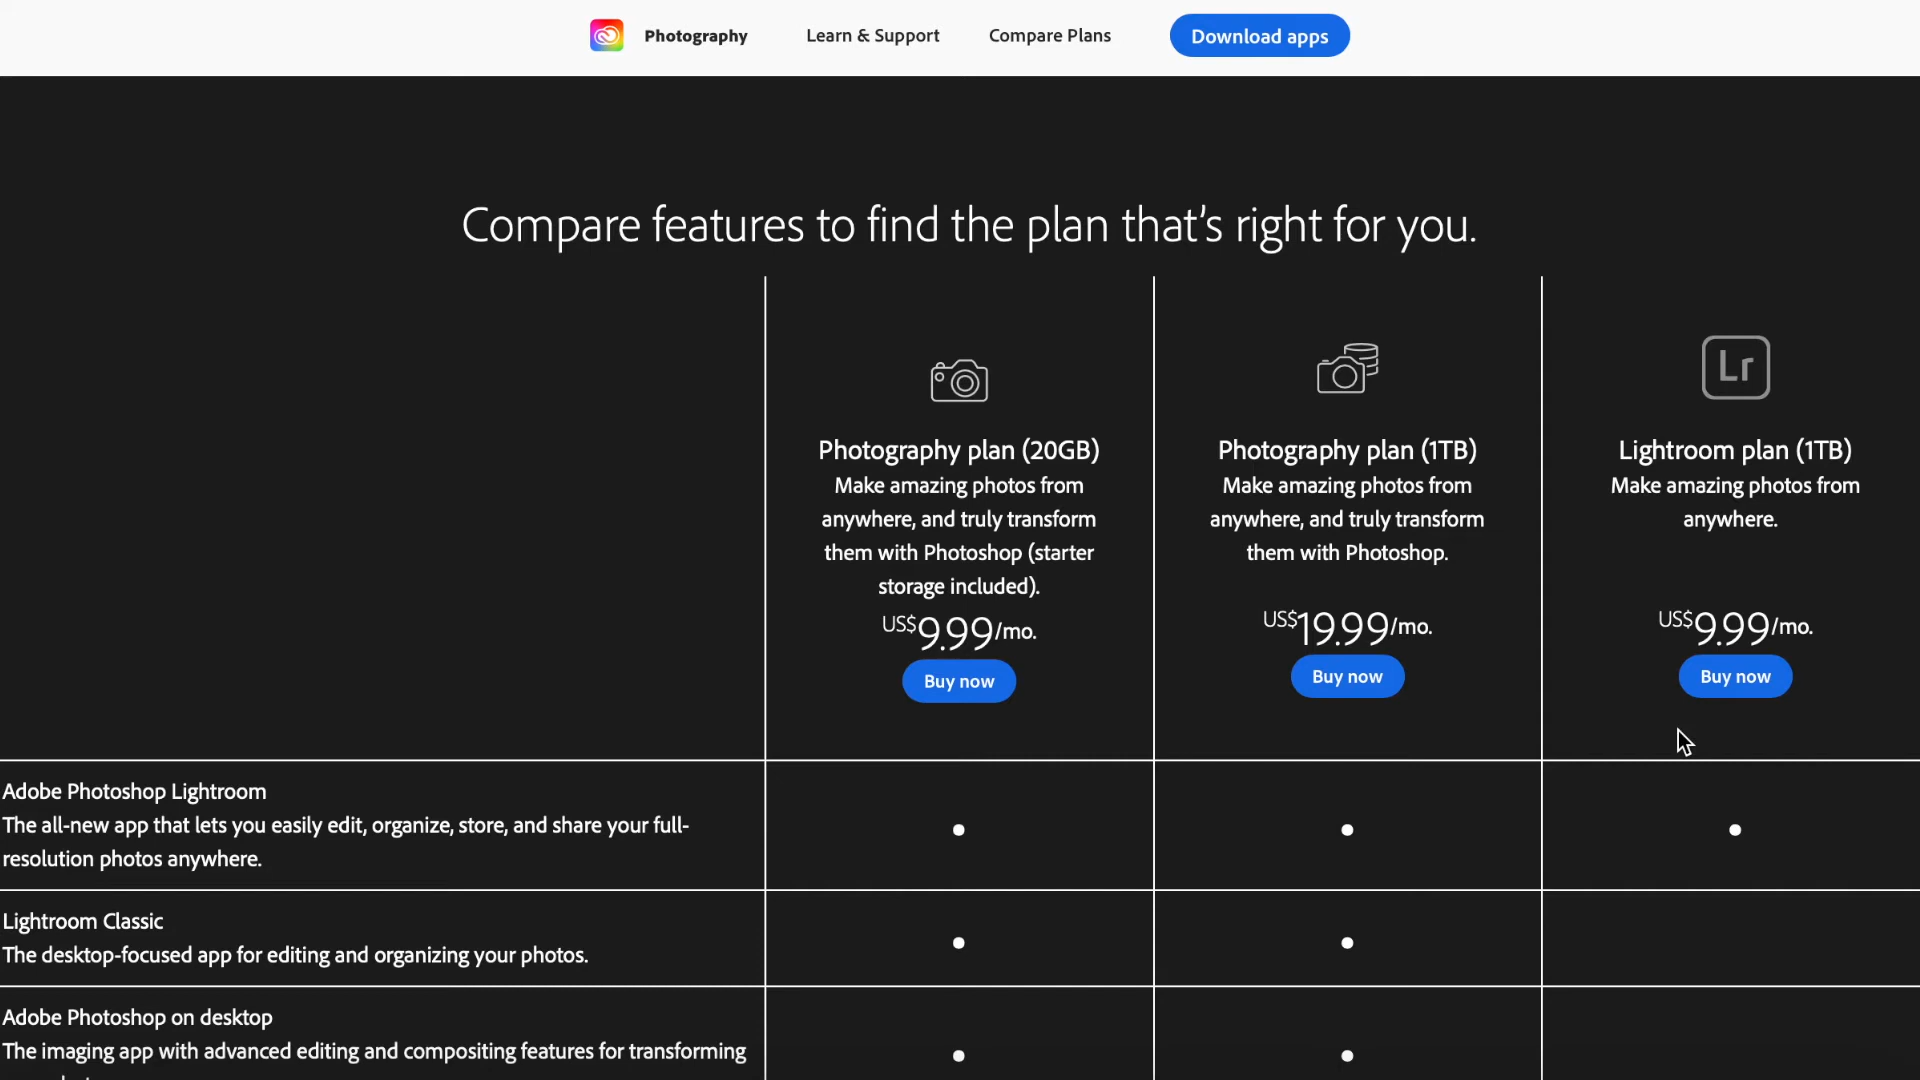 Photography
Learn & Support
Compare Plans
Download apps
Compare features to find the plan that's right for you.
Photography plan (20GB)
Make amazing photos from
anywhere, and truly transform
them with Photoshop (starter
storage included).
US$9.99/mo.
Buy now
Photography plan (1TB)
Make amazing photos from
anywhere, and truly transform
them with Photoshop.
US$19.99/mo.
Buy now
Lr
Lightroom plan (1TB)
Make amazing photos from
anywhere.
US$9.99/mo.
Buy now
Adobe Photoshop Lightroom
The all-new app that lets you easily edit, organize, store, and share your full-
resolution photos anywhere.
Lightroom Classic
The desktop-focused app for editing and organizing your photos.
Adobe Photoshop on desktop
The imaging app with advanced editing and compositing features for transforming